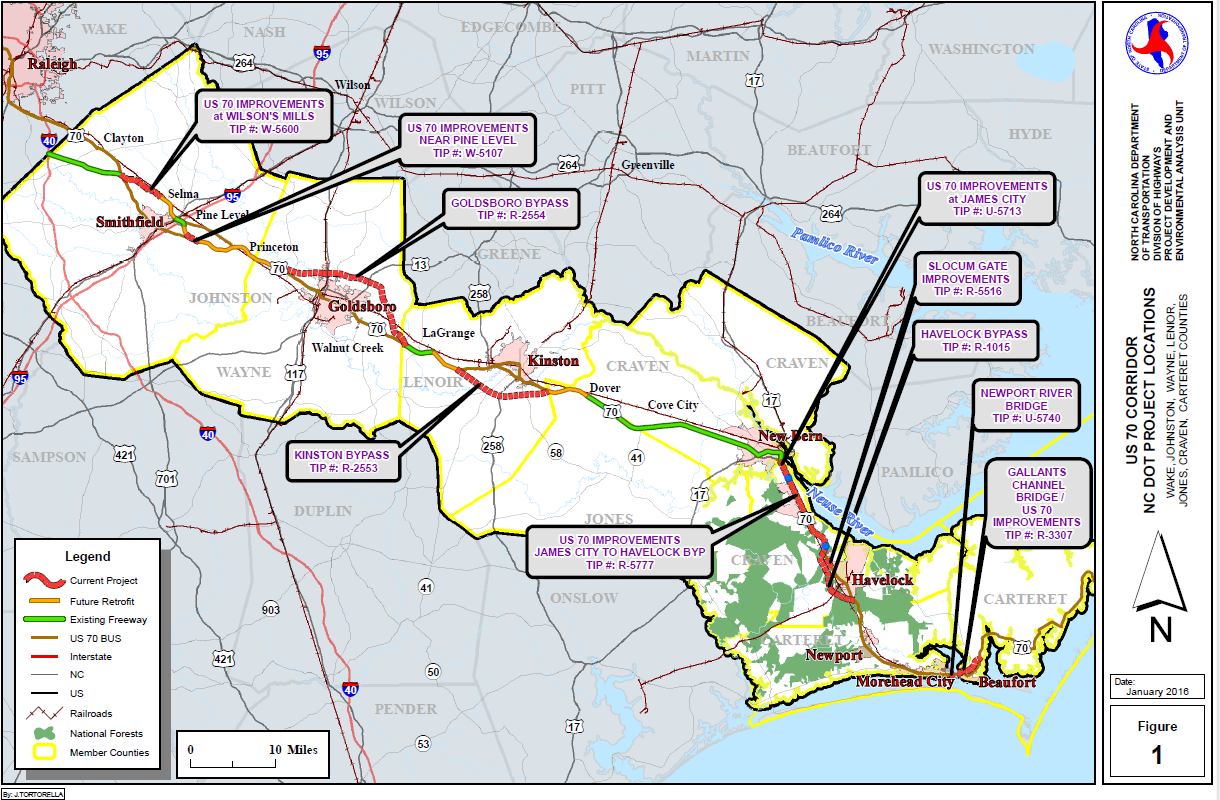 WAKE
NASH
EDGECOMBE
MARTIN
WASHINGTON
Raleigh
95
264
17
Wilson
WILSON
PITT
HYDE
US 70 IMPROVEMENTS
at WILSON'S MILLS
TIP #: W-5600
US 70 IMPROVEMENTS
NEAR PINE LEVEL
TIP #: W-5107
40
70
Clayton
BEAUFORT
264
Greenville
Selma
95
US 70 IMPROVEMENTS
at JAMES CITY
TIP #: U-5713
GOLDSBORO BYPASS
TIP #: R-2554
264
Smithfield
Pine Level
Pamlico River
Princeton
GREENE
13
70
SLOCUM GATE
IMPROVEMENTS
TIP #: R-5516
JOHNSTON
258
Goldsboro
BEAUFORT
70
LaGrange
HAVELOCK BYPASS
TIP #: R-1015
Walnut Creek
Kinston
CRAVEN
CRAVEN
95
WAYNE
117
LENOIR
Dover
NEWPORT RIVER
BRIDGE
TIP #: U-5740
70
Cove City
17
40
New Bern
KINSTON BYPASS
TIP #: R-2553
258
58
41
SAMPSON
421
701
PAMLICO
GALLANTS
CHANNEL
BRIDGE /
US 70
IMPROVEMENTS
TIP #: R-3307
17
Neuse River
DUPLIN
JONES
70
US 70 IMPROVEMENTS
JAMES CITY TO HAVELOCK BYP
TIP #: R-5777
CRAVEN
Havelock
41
ONSLOW
CARTERET
903
CARTERET
70
421
Newport
50
Morehead City
Beaufort
40
PENDER
17
53
Legend
Current Project
Future Retrofit
Existing Freeway
US 70 BUS
Interstate
NC
US
Railroads
National Forests
Member Counties
0 10 Miles
By: J.TORTORELLA
NORTH CAROLINA DEPARTMENT
OF TRANSPORTATION
DIVISION OF HIGHWAYS
PROJECT DEVELOPMENT AND
ENVIRONMENTAL ANALYSIS UNIT
US 70 CORRIDOR
NC DOT PROJECT LOCATIONS
WAKE, JOHNSTON, WAYNE, LENOIR,
JONES, CRAVEN, CARTERET COUNTIES
N
Date:
January 2016
Figure
1